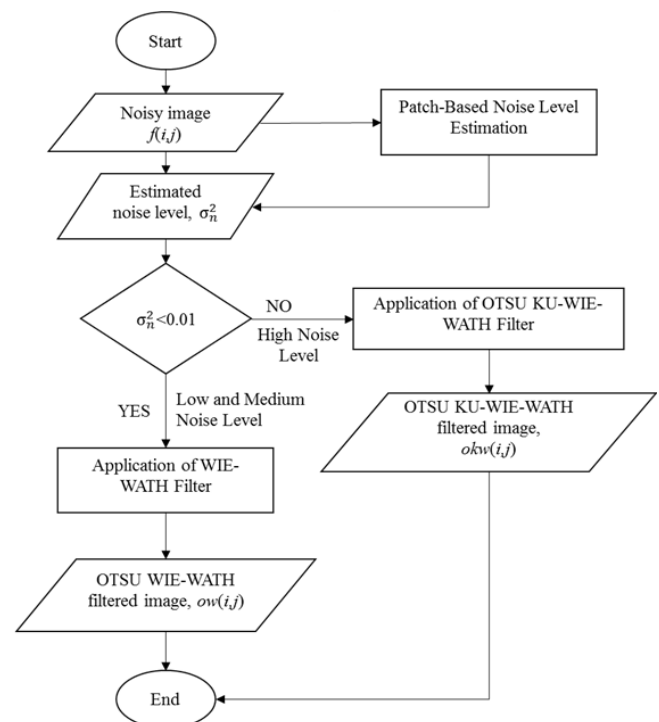 Start
Noisy image
f(i,j)
Patch-Based Noise Level
Estimation
Estimated
noise level, σₙ²
σₙ²<0.01
NO
High Noise
Level
Application of OTSU KU-WIE-
WATH Filter
YES
Low and Medium
Noise Level
OTSU KU-WIE-WATH
filtered image,
okw(i,j)
Application of WIE-
WATH Filter
OTSU WIE-WATH
filtered image, ow(i,j)
End